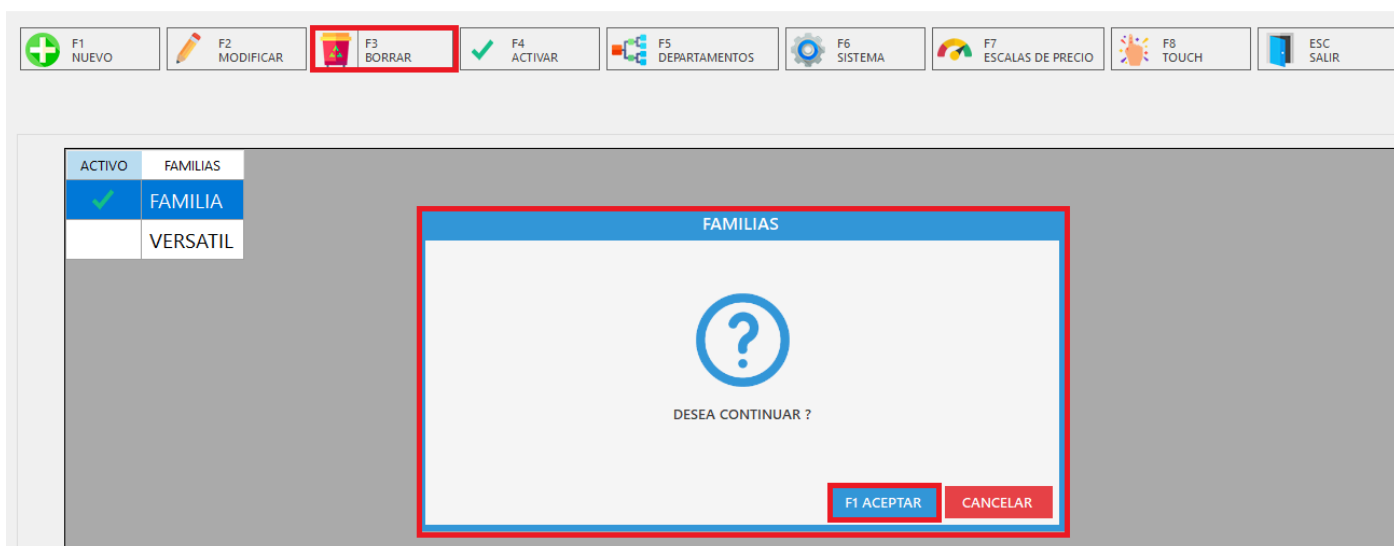 F1
NUEVO
F2
MODIFICAR
F3
BORRAR
F4
ACTIVAR
F5
DEPARTAMENTOS
F6
SISTEMA
F7
ESCALAS DE PRECIO
F8
TOUCH
ESC
SALIR
ACTIVO FAMILIAS
FAMILIA
VERSATIL
FAMILIAS
DESEA CONTINUAR ?
F1 ACEPTAR CANCELAR